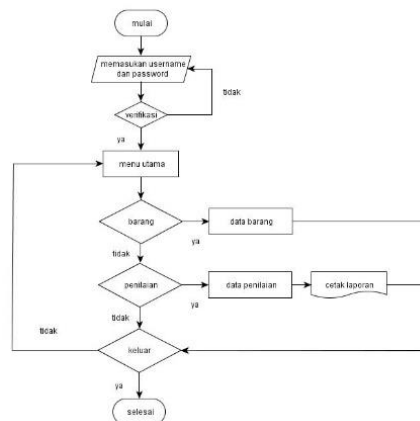 mulai
memasukan username
dan password
tidak
verifikasi
ya
menu utama
barang
ya
data barang
tidak
penilaian
ya
data penilaian
cetak laporan
tidak
tidak
keluar
ya
selesai